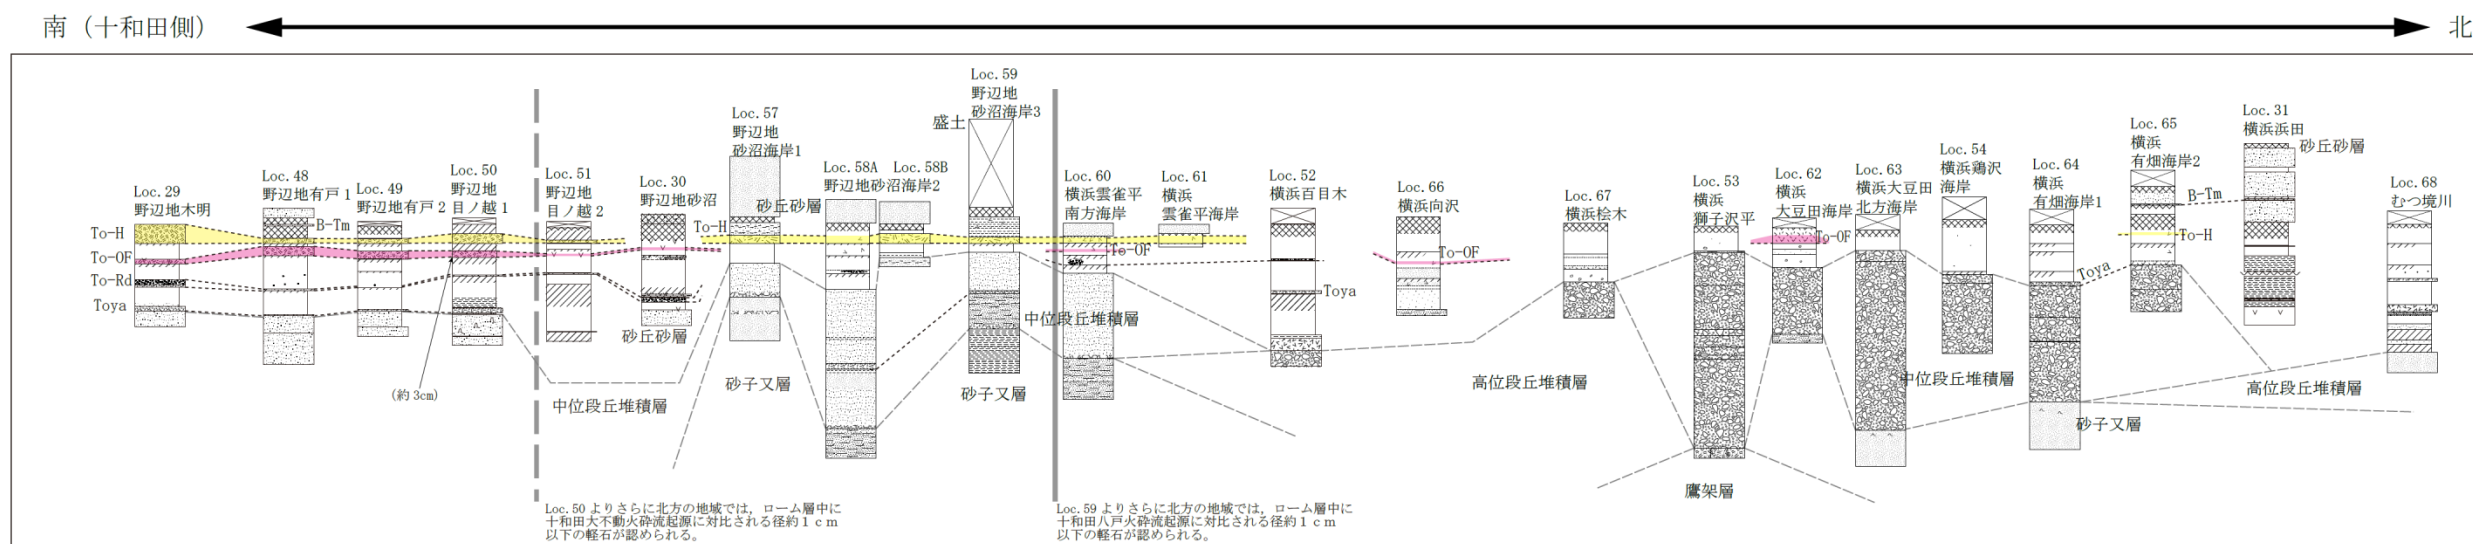 南（十和田側）
北
Loc. 29
野辺地木明
Loc. 48
野辺地有戸１
Loc. 49
野辺地有戸２
Loc. 50
野辺地
目ノ越１
Loc. 51
野辺地
目ノ越２
Loc. 30
野辺地砂沼
Loc. 57
野辺地
砂沼海岸1
Loc. 58A
Loc. 58B
野辺地砂沼海岸2
Loc. 59
野辺地
砂沼海岸3
盛土
Loc. 60
横浜雲雀平
南方海岸
Loc. 61
横浜
雲雀平海岸
Loc. 52
横浜百目木
Loc. 66
横浜向沢
Loc. 67
横浜桧木
Loc. 53
横浜
獅子沢平
Loc. 62
横浜
大豆田海岸
Loc. 63
横浜大豆田
北方海岸
Loc. 54
横浜鶏沢
海岸
Loc. 64
横浜
有畑海岸1
Loc. 65
横浜
有畑海岸2
Loc. 31
横浜浜田
砂丘砂層
Loc. 68
むつ境川
To-H
To-OF
To-Rd
Toya
B-Tm
To-H
砂丘砂層
To-OF
Toya
To-OF
To-OF
Toya
B-Tm
To-H
(約3cm)
砂丘砂層
中位段丘堆積層
砂子又層
砂子又層
中位段丘堆積層
高位段丘堆積層
鷹架層
中位段丘堆積層
砂子又層
高位段丘堆積層
Loc. 50 よりさらに北方の地域では，ローム層中に
十和田大不動火砕流起源に対比される径約１ｃｍ
以下の軽石が認められる。
Loc. 59 よりさらに北方の地域では，ローム層中に
十和田八戸火砕流起源に対比される径約１ｃｍ
以下の軽石が認められる。